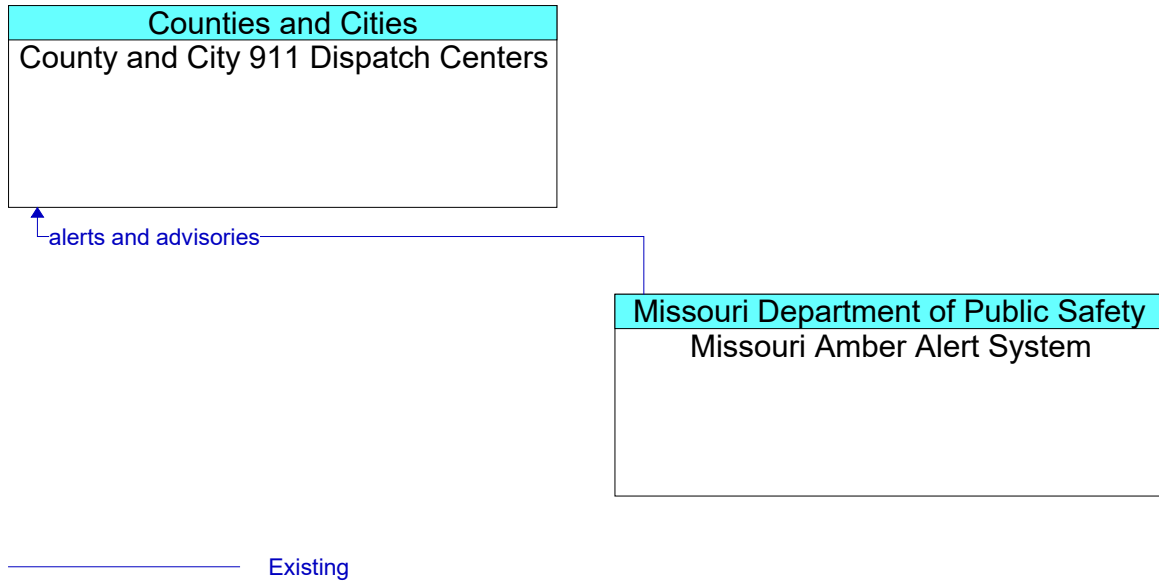 Counties and Cities
County and City 911 Dispatch Centers
alerts and advisories
Missouri Department of Public Safety
Missouri Amber Alert System
Existing